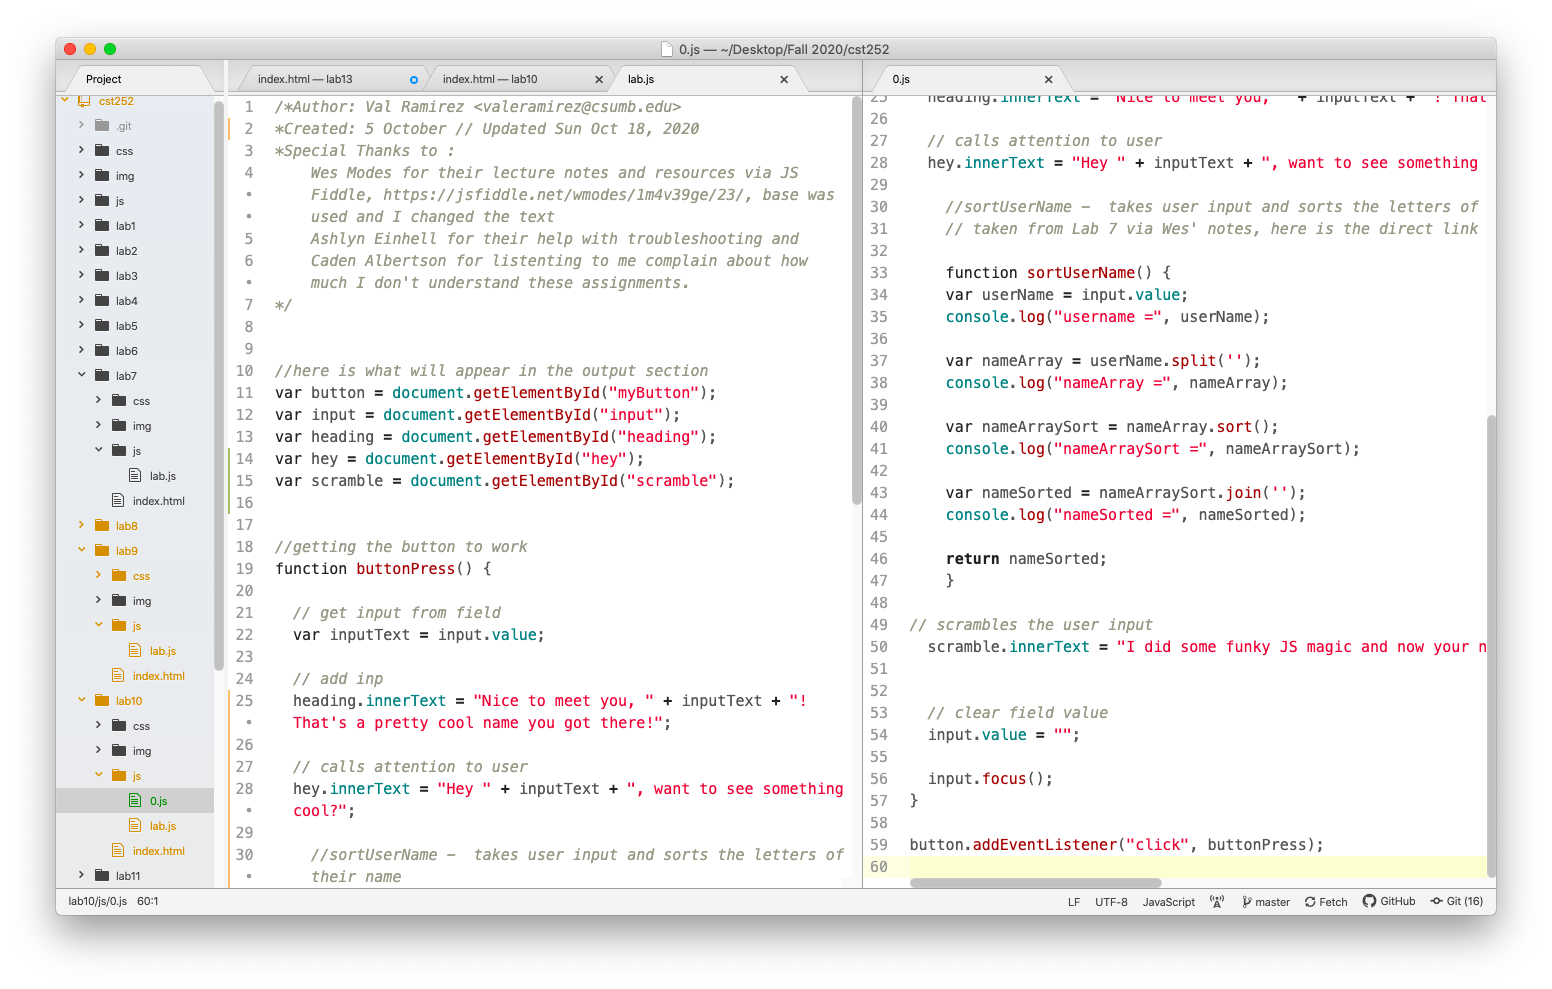 0.js — ~/Desktop/Fall 2020/cst252
Project
cst252
.git
css
img
js
lab1
lab2
lab3
lab4
lab5
lab6
lab7
css
img
js
lab.js
index.html
lab8
lab9
css
img
js
lab.js
index.html
lab10
css
img
js
0.js
lab.js
index.html
lab11
index.html — lab13
index.html — lab10
lab.js
1 /*Author: Val Ramirez <valeramirez@csumb.edu>
2 *Created: 5 October // Updated Sun Oct 18, 2020
3 *Special Thanks to :
4 Wes Modes for their lecture notes and resources via JS
• Fiddle, https://jsfiddle.net/wmodes/1m4v39ge/23/, base was
• used and I changed the text
5 Ashlyn Einhell for their help with troubleshooting and
6 Caden Albertson for listenting to me complain about how
• much I don't understand these assignments.
7 */
8
9
10 //here is what will appear in the output section
11 var button = document.getElementById("myButton");
12 var input = document.getElementById("input");
13 var heading = document.getElementById("heading");
14 var hey = document.getElementById("hey");
15 var scramble = document.getElementById("scramble");
16
17
18 //getting the button to work
19 function buttonPress() {
20
21 // get input from field
22 var inputText = input.value;
23
24 // add inp
25 heading.innerText = "Nice to meet you, " + inputText + "!
• That's a pretty cool name you got there!";
26
27 // calls attention to user
28 hey.innerText = "Hey " + inputText + ", want to see something
• cool?";
29
30 //sortUserName – takes user input and sorts the letters of
• their name
0.js
25 heading.innerText = "Nice to meet you, " + inputText + "! That
26
27 // calls attention to user
28 hey.innerText = "Hey " + inputText + ", want to see something
29
30 //sortUserName – takes user input and sorts the letters of
31 // taken from Lab 7 via Wes' notes, here is the direct link
32
33 function sortUserName() {
34 var userName = input.value;
35 console.log("username =", userName);
36
37 var nameArray = userName.split('');
38 console.log("nameArray =", nameArray);
39
40 var nameArraySort = nameArray.sort();
41 console.log("nameArraySort =", nameArraySort);
42
43 var nameSorted = nameArraySort.join('');
44 console.log("nameSorted =", nameSorted);
45
46 return nameSorted;
47 }
48
49 // scrambles the user input
50 scramble.innerText = "I did some funky JS magic and now your n
51
52
53 // clear field value
54 input.value = "";
55
56 input.focus();
57 }
58
59 button.addEventListener("click", buttonPress);
60
lab10/js/0.js 60:1
LF UTF-8 JavaScript master Fetch GitHub Git (16)